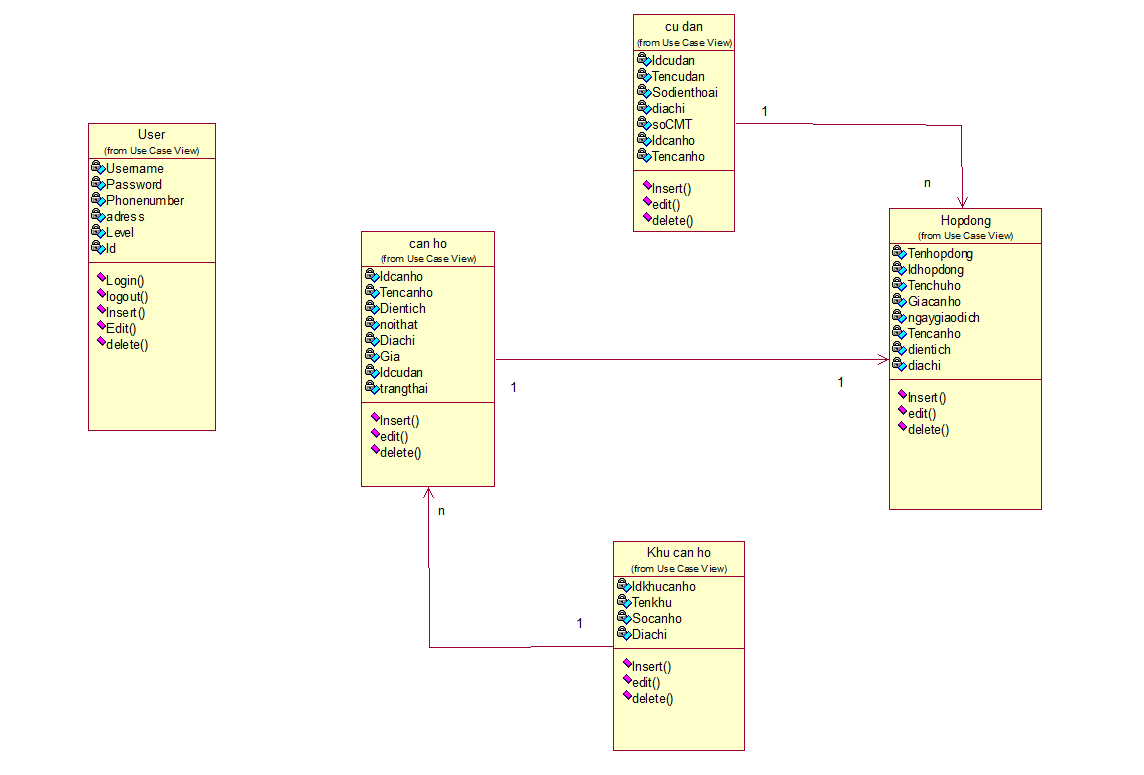 cu dan
(from Use Case View)
Idcudan
Tencudan
Sodienthoai
diachi
soCMT
Idcanho
Tencanho
Insert()
edit()
delete()
1
n
User
(from Use Case View)
Username
Password
Phonenumber
adress
Level
Id
Login()
logout()
Insert()
Edit()
delete()
can ho
(from Use Case View)
Idcanho
Tencanho
Dientich
noithat
Diachi
Gia
Idcudan
trangthai
Insert()
edit()
delete()
1
1
Hopdong
(from Use Case View)
Tenhopdong
Idhopdong
Tenchuho
Giacanho
ngaygiaodich
Tencanho
dientich
diachi
Insert()
edit()
delete()
n
1
Khu can ho
(from Use Case View)
Idkhucanho
Tenkhu
Socanho
Diachi
Insert()
edit()
delete()